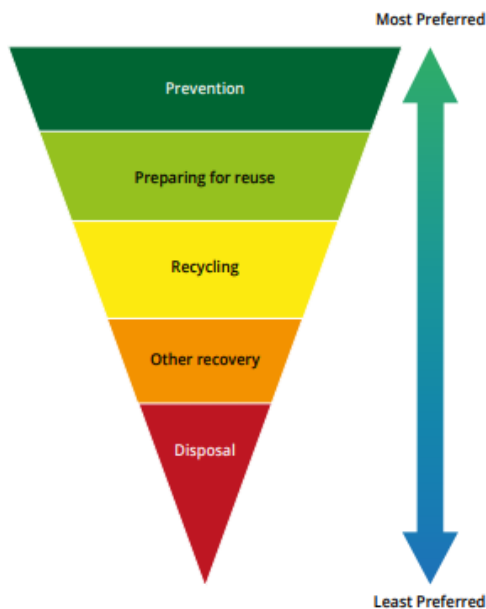 Most Preferred
Prevention
Preparing for reuse
Recycling
Other recovery
Disposal
Least Preferred